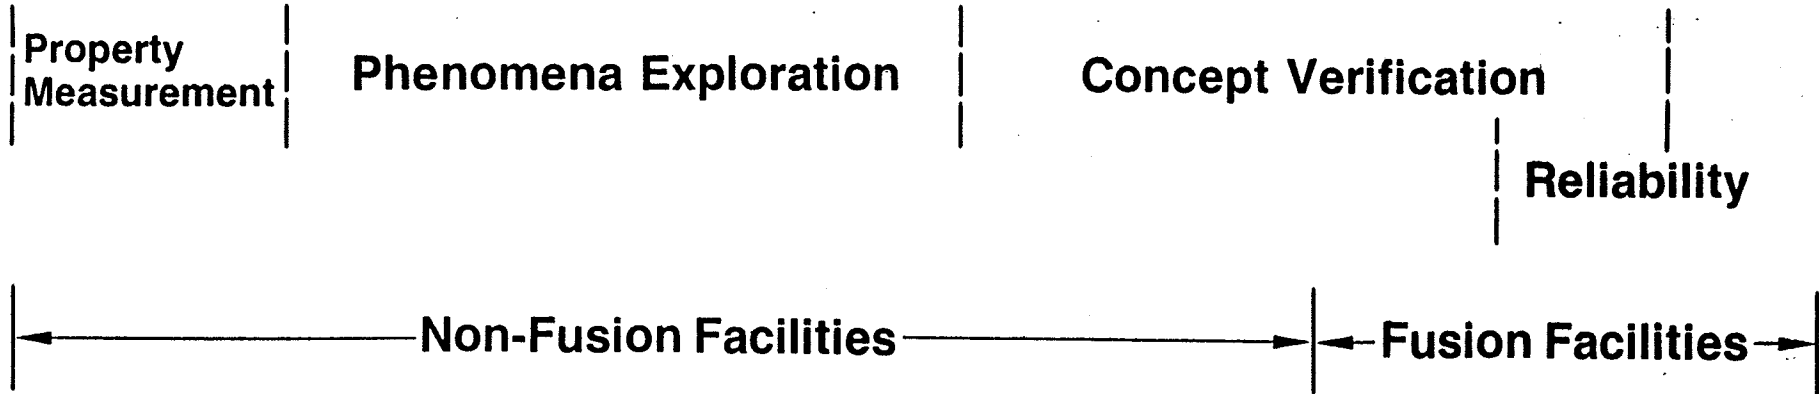 Property
Measurement
Phenomena Exploration
Concept Verification
Reliability
Non-Fusion Facilities
Fusion Facilities